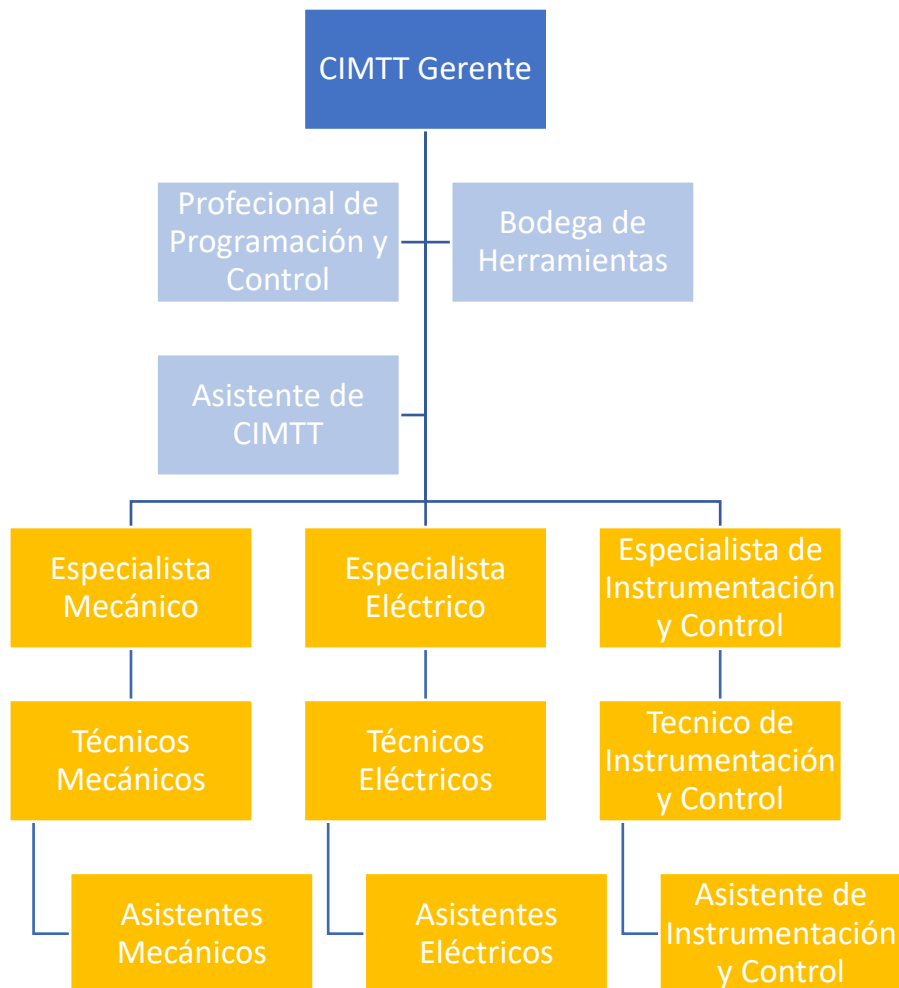 CIMTT Gerente
Profecional de
Programación y
Control
Bodega de
Herramientas
Asistente de
CIMTT
Especialista
Mecánico
Especialista
Eléctrico
Especialista de
Instrumentación
y Control
Técnicos
Mecánicos
Técnicos
Eléctricos
Tecnico de
Instrumentación
y Control
Asistentes
Mecánicos
Asistentes
Eléctricos
Asistente de
Instrumentación
y Control